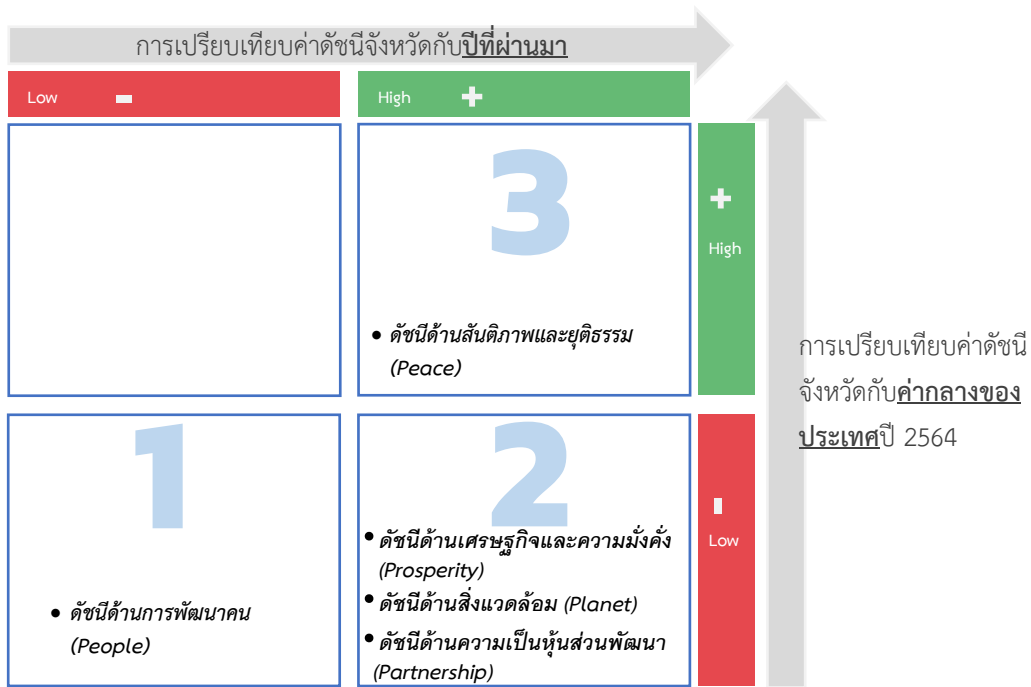 การเปรียบเทียบค่าดัชนีจังหวัดกับปีที่ผ่านมา
Low -
High +
3
+
High
• ดัชนีด้านสันติภาพและยุติธรรม
(Peace)
การเปรียบเทียบค่าดัชนี
จังหวัดกับค่ากลางของ
ประเทศปี 2564
1
• ดัชนีด้านการพัฒนาคน
(People)
2
• ดัชนีด้านเศรษฐกิจและความมั่งคั่ง
(Prosperity)
• ดัชนีด้านสิ่งแวดล้อม (Planet)
• ดัชนีด้านความเป็นหุ้นส่วนพัฒนา
(Partnership)
-
Low